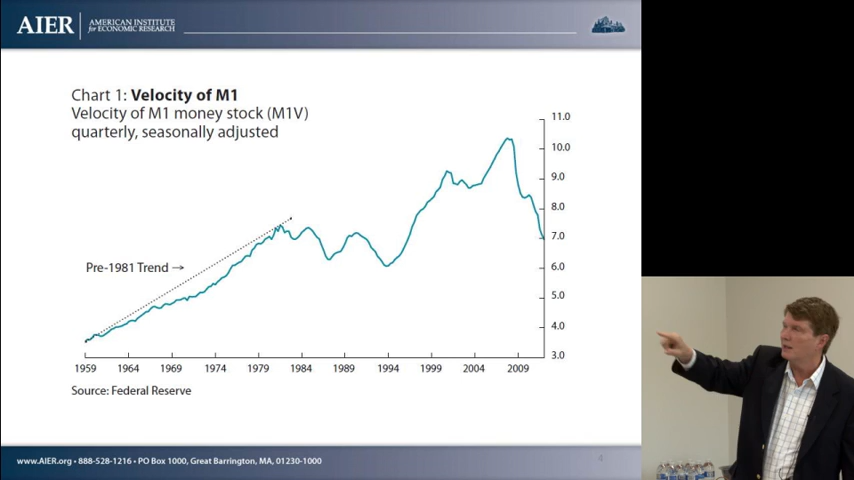 AIER
AMERICAN INSTITUTE
for ECONOMIC RESEARCH
Chart 1: Velocity of M1
Velocity of M1 money stock (M1V)
quarterly, seasonally adjusted
11.0
10.0
9.0
8.0
7.0
6.0
5.0
4.0
3.0
Pre-1981 Trend →
1959 1964 1969 1974 1979 1984 1989 1994 1999 2004 2009
Source: Federal Reserve
www.AIER.org • 888-528-1216 • PO Box 1000, Great Barrington, MA, 01230-1000
4